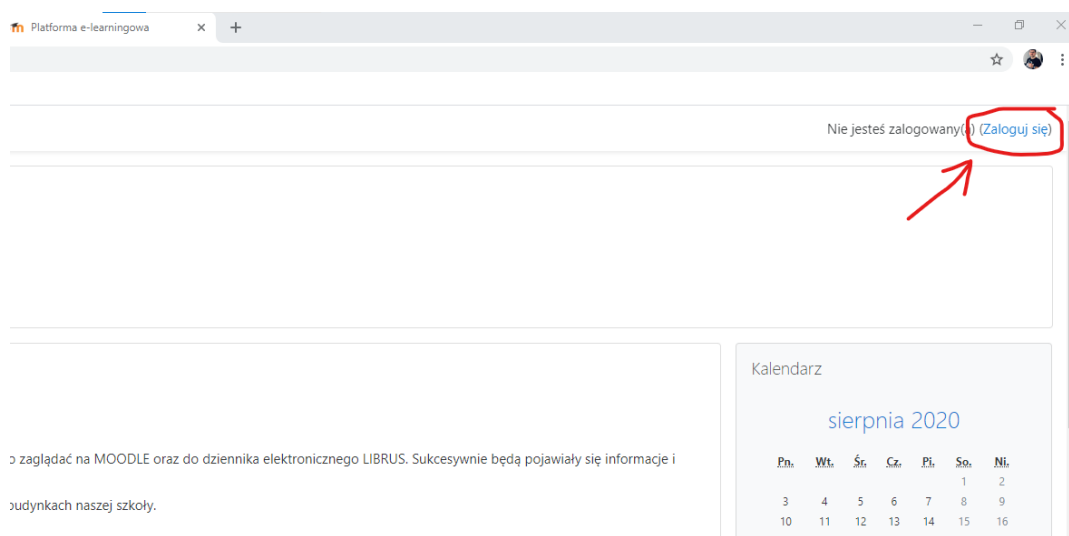 Platforma e-learningowa
Nie jesteś zalogowany(a) (Zaloguj się)
Kalendarz
sierpnia 2020
Pn. Wt. Śr. Cz. Pi. So. Ni.
1 2
3 4 5 6 7 8 9
10 11 12 13 14 15 16
o zaglądać na MOODLE oraz do dziennika elektronicznego LIBRUS. Sukcesywnie będą pojawiały się informacje i
budynkach naszej szkoły.